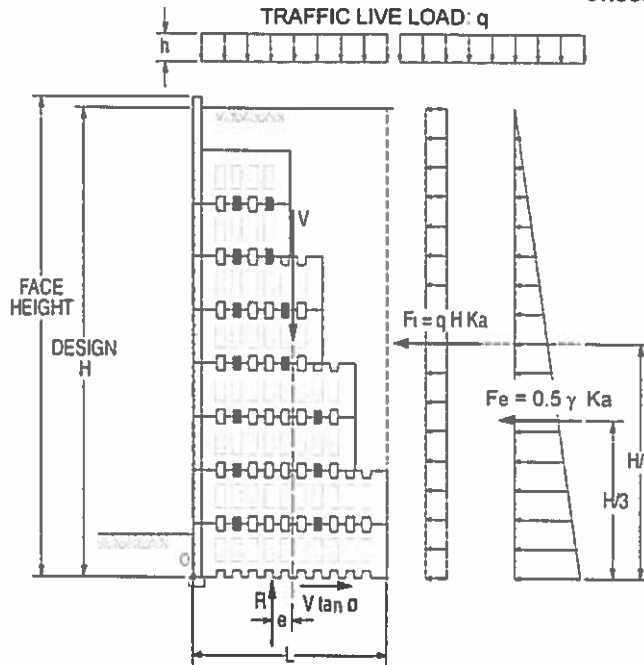 TRAFFIC LIVE LOAD: q
h
V
FACE
HEIGHT
DESIGN
H
Ft = q H Ka
Fe = 0.5 γ Ka
H/
H/3
O
R
V tan ø
e
L